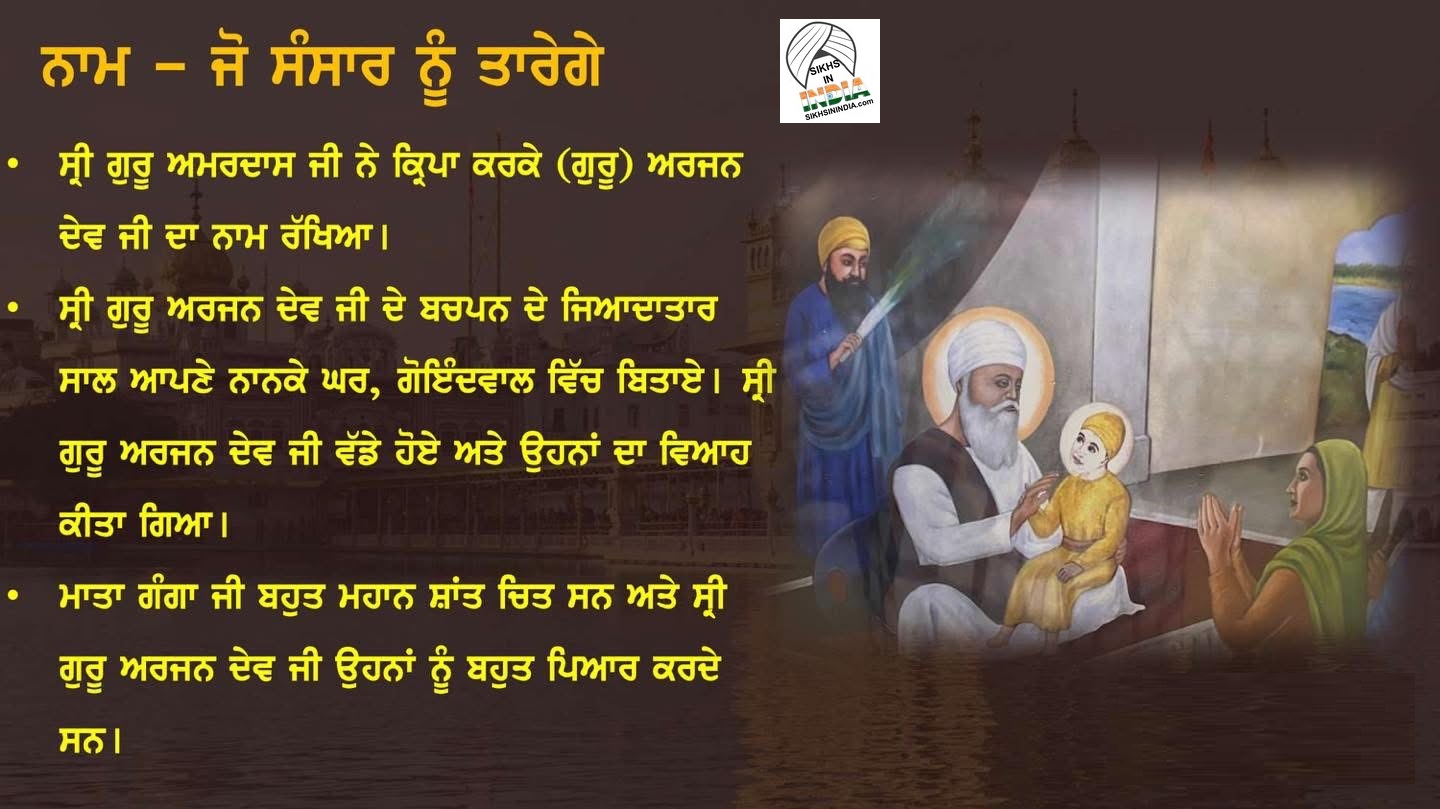 ਨਾਮ – ਜੋ ਸੰਸਾਰ ਨੂੰ ਤਾਰੇਗੇ
SIKHS
IN
INDIA
SIKHSININDIA.com
• ਸ੍ਰੀ ਗੁਰੂ ਅਮਰਦਾਸ ਜੀ ਨੇ ਕ੍ਰਿਪਾ ਕਰਕੇ (ਗੁਰੂ) ਅਰਜਨ
ਦੇਵ ਜੀ ਦਾ ਨਾਮ ਰੱਖਿਆ।
• ਸ੍ਰੀ ਗੁਰੂ ਅਰਜਨ ਦੇਵ ਜੀ ਦੇ ਬਚਪਨ ਦੇ ਜਿਆਦਾਤਾਰ
ਸਾਲ ਆਪਣੇ ਨਾਨਕੇ ਘਰ, ਗੋਇੰਦਵਾਲ ਵਿੱਚ ਬਿਤਾਏ। ਸ੍ਰੀ
ਗੁਰੂ ਅਰਜਨ ਦੇਵ ਜੀ ਵੱਡੇ ਹੋਏ ਅਤੇ ਉਹਨਾਂ ਦਾ ਵਿਆਹ
ਕੀਤਾ ਗਿਆ।
• ਮਾਤਾ ਗੰਗਾ ਜੀ ਬਹੁਤ ਮਹਾਨ ਸ਼ਾਂਤ ਚਿਤ ਸਨ ਅਤੇ ਸ੍ਰੀ
ਗੁਰੂ ਅਰਜਨ ਦੇਵ ਜੀ ਉਹਨਾਂ ਨੂੰ ਬਹੁਤ ਪਿਆਰ ਕਰਦੇ
ਸਨ।